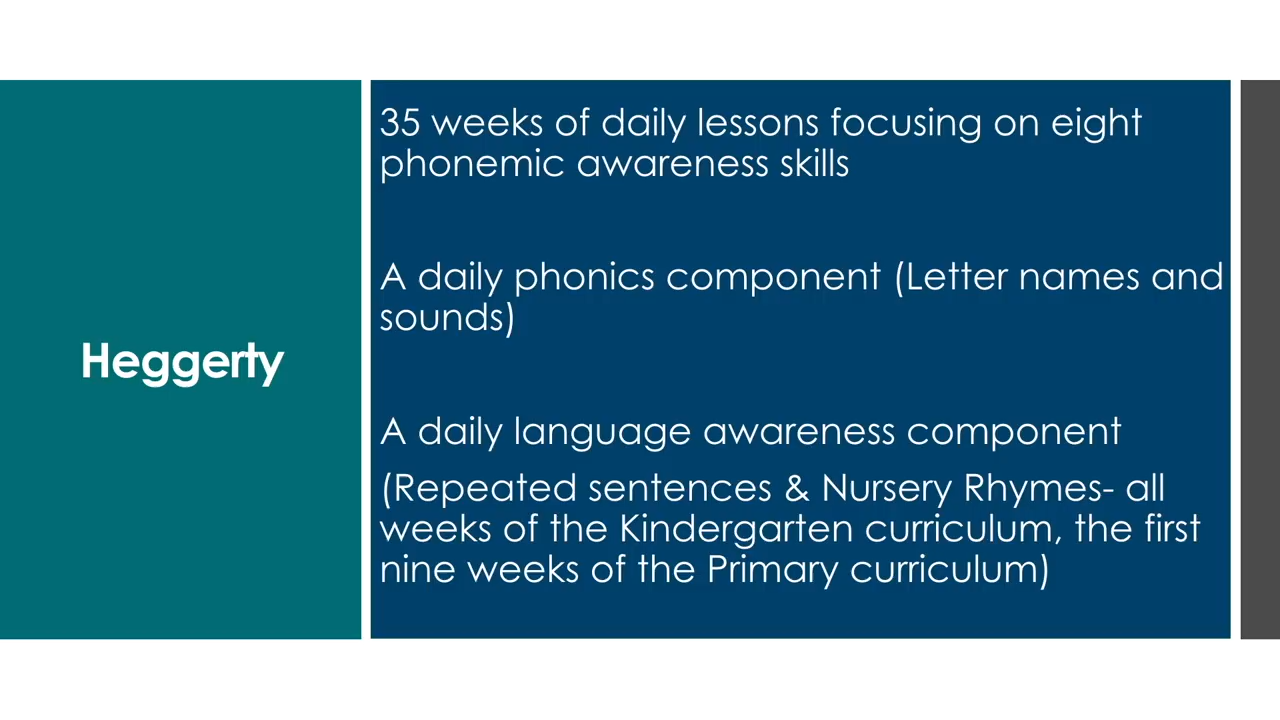 Heggerty
35 weeks of daily lessons focusing on eight
phonemic awareness skills
A daily phonics component (Letter names and
sounds)
A daily language awareness component
(Repeated sentences & Nursery Rhymes- all
weeks of the Kindergarten curriculum, the first
nine weeks of the Primary curriculum)